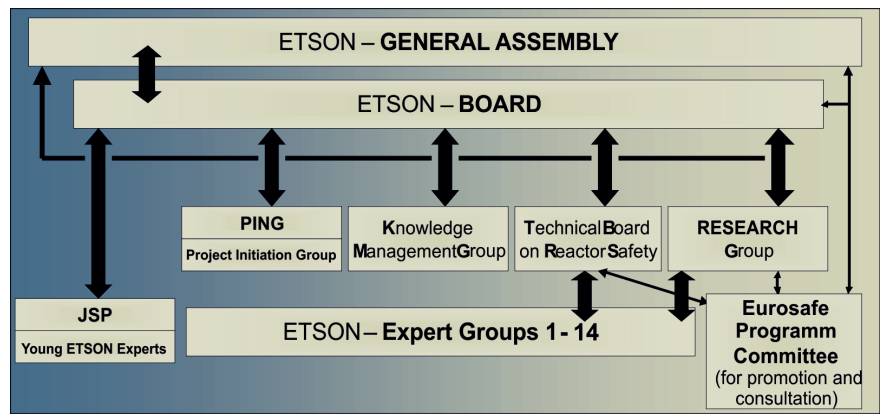 ETSON – GENERAL ASSEMBLY
ETSON – BOARD
PING
Project Initiation Group
Knowledge
ManagementGroup
TechnicalBoard
on ReactorSafety
RESEARCH
Group
JSP
Young ETSON Experts
ETSON – Expert Groups 1 - 14
Eurosafe
Programm
Committee
(for promotion and
consultation)